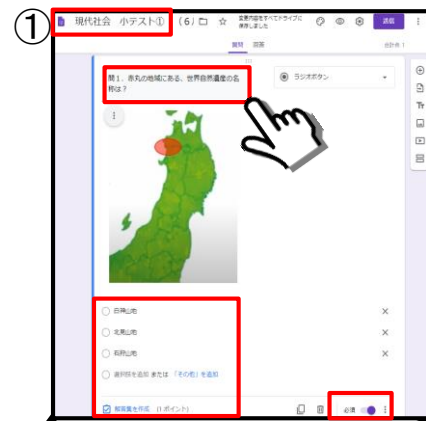 ①
現代社会 小テスト① (6)
変更内容をすべてドライブに
保存しました
送信
質問 回答
合計点: 1
問1．赤丸の地域にある、世界自然遺産の名
称は？
ラジオボタン
Tт
白神山地
北見山地
選択肢を追加 または 「その他」を追加
解答集を作成 (1 ポイント)
必須